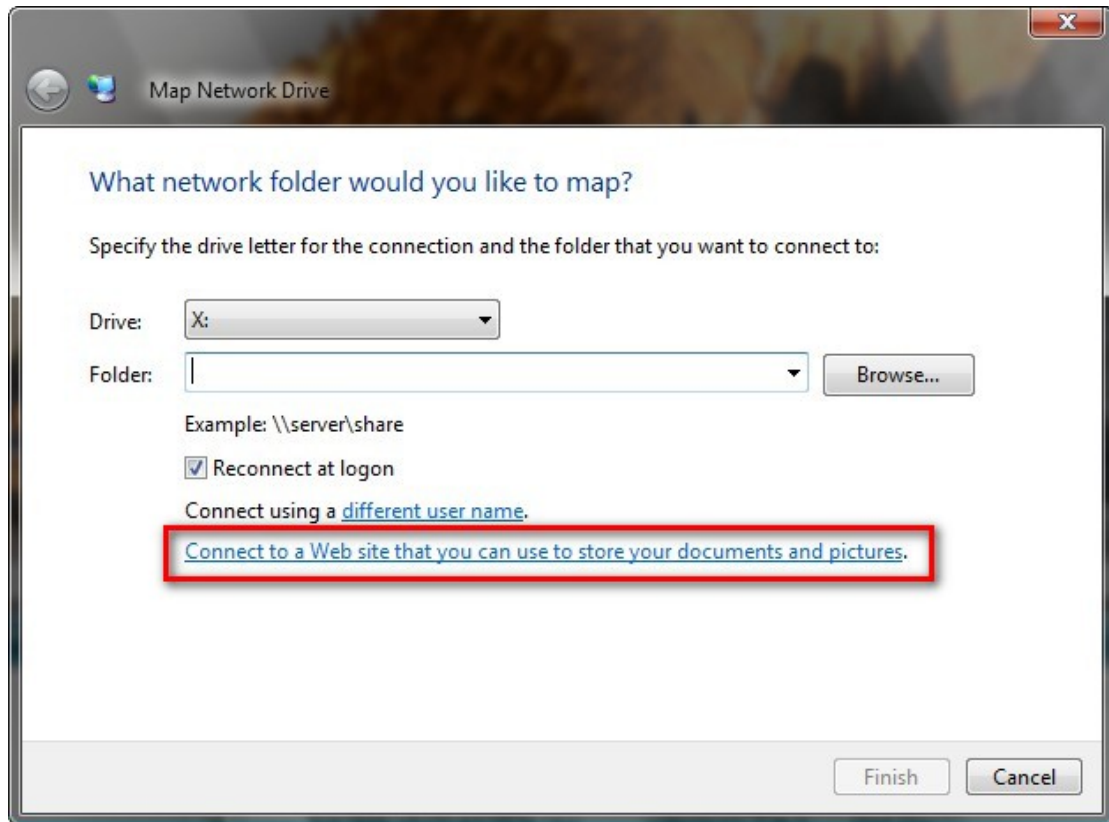 Map Network Drive
What network folder would you like to map?
Specify the drive letter for the connection and the folder that you want to connect to:
Drive: X:
Folder: Browse...
Example: \\server\share
Reconnect at logon
Connect using a different user name.
Connect to a Web site that you can use to store your documents and pictures.
Finish Cancel